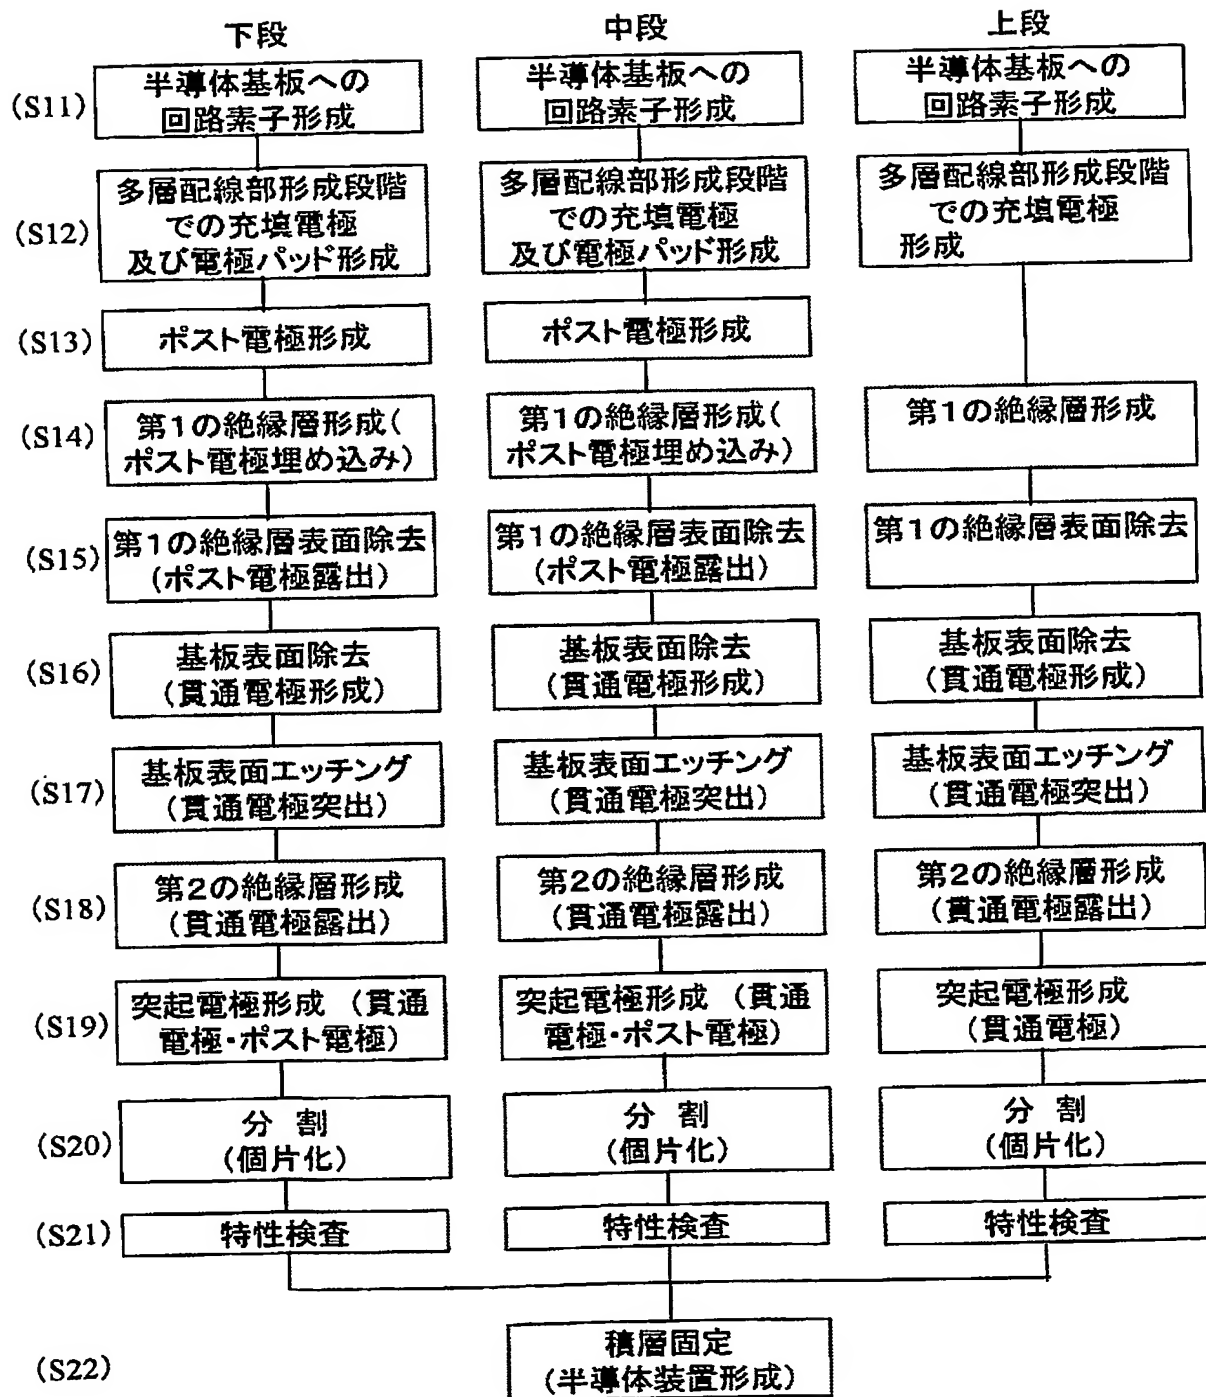 下段
中段
上段
(S11)
半導体基板への
回路素子形成
半導体基板への
回路素子形成
半導体基板への
回路素子形成
(S12)
多層配線部形成段階
での充填電極
及び電極パッド形成
多層配線部形成段階
での充填電極
及び電極パッド形成
多層配線部形成段階
での充填電極
形成
(S13)
ポスト電極形成
ポスト電極形成
(S14)
第1の絶縁層形成(
ポスト電極埋め込み)
第1の絶縁層形成(
ポスト電極埋め込み)
第1の絶縁層形成
(S15)
第1の絶縁層表面除去
(ポスト電極露出)
第1の絶縁層表面除去
(ポスト電極露出)
第1の絶縁層表面除去
(S16)
基板表面除去
(貫通電極形成)
基板表面除去
(貫通電極形成)
基板表面除去
(貫通電極形成)
(S17)
基板表面エッチング
(貫通電極突出)
基板表面エッチング
(貫通電極突出)
基板表面エッチング
(貫通電極突出)
(S18)
第2の絶縁層形成
(貫通電極露出)
第2の絶縁層形成
(貫通電極露出)
第2の絶縁層形成
(貫通電極露出)
(S19)
突起電極形成 (貫通
電極・ポスト電極)
突起電極形成 (貫通
電極・ポスト電極)
突起電極形成
(貫通電極)
(S20)
分 割
(個片化)
分 割
(個片化)
分 割
(個片化)
(S21)
特性検査
特性検査
特性検査
(S22)
積層固定
(半導体装置形成)